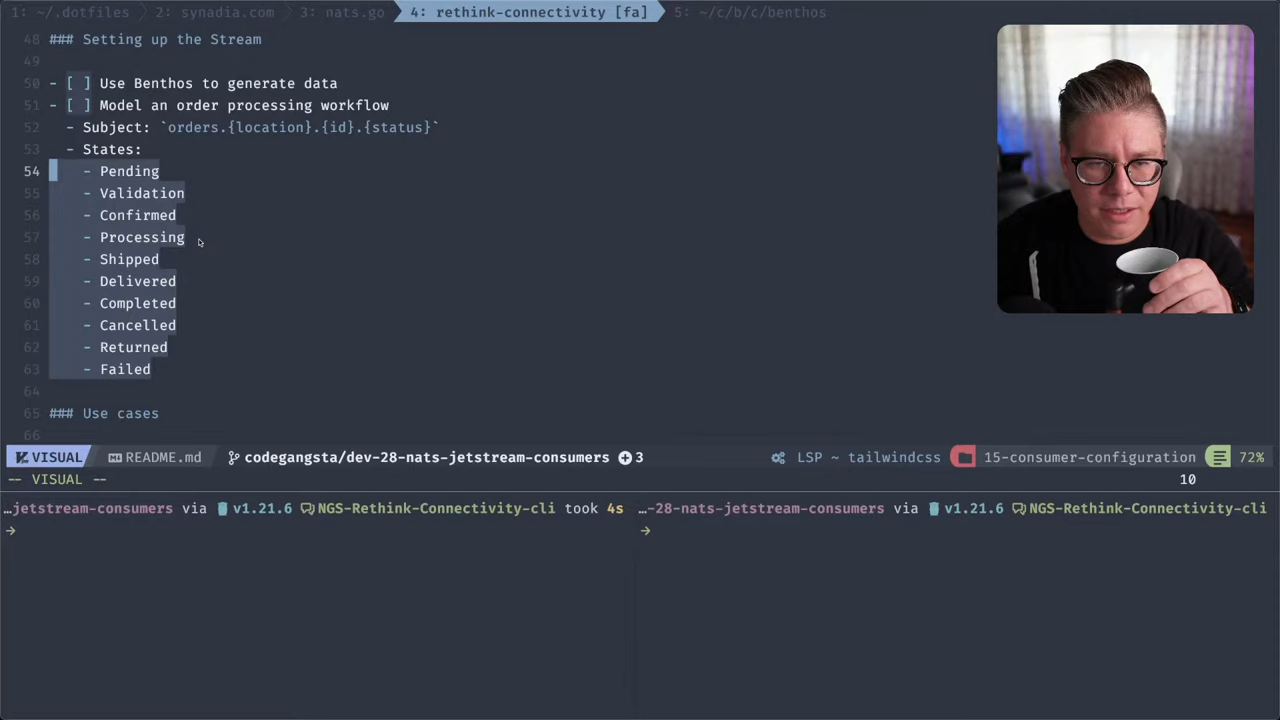 1: ~/.dotfiles 2: synadia.com 3: nats.go 4: rethink-connectivity [fa] 5: ~/c/b/c/benthos
48 ### Setting up the Stream
49
50 - [ ] Use Benthos to generate data
51 - [ ] Model an order processing workflow
52 - Subject: `orders.{location}.{id}.{status}`
53 - States:
54 - Pending
55 - Validation
56 - Confirmed
57 - Processing
58 - Shipped
59 - Delivered
60 - Completed
61 - Cancelled
62 - Returned
63 - Failed
64
65 ### Use cases
66
VISUAL README.md codegangsta/dev-28-nats-jetstream-consumers 3 LSP ~ tailwindcss 15-consumer-configuration 72%
-- VISUAL -- 10
…jetstream-consumers via v1.21.6 NGS-Rethink-Connectivity-cli took 4s
→
…-28-nats-jetstream-consumers via v1.21.6 NGS-Rethink-Connectivity-cli
→